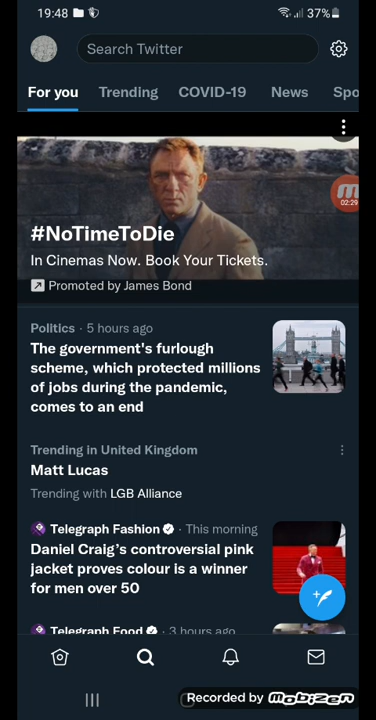 19:48 37%
Search Twitter
For you Trending COVID-19 News Spo
02:29
#NoTimeToDie
In Cinemas Now. Book Your Tickets.
Promoted by James Bond
Politics · 5 hours ago
The government's furlough
scheme, which protected millions
of jobs during the pandemic,
comes to an end
Trending in United Kingdom
Matt Lucas
Trending with LGB Alliance
Telegraph Fashion · This morning
Daniel Craig's controversial pink
jacket proves colour is a winner
for men over 50
Telegraph Food · 3 hours ago
Recorded by mobizen